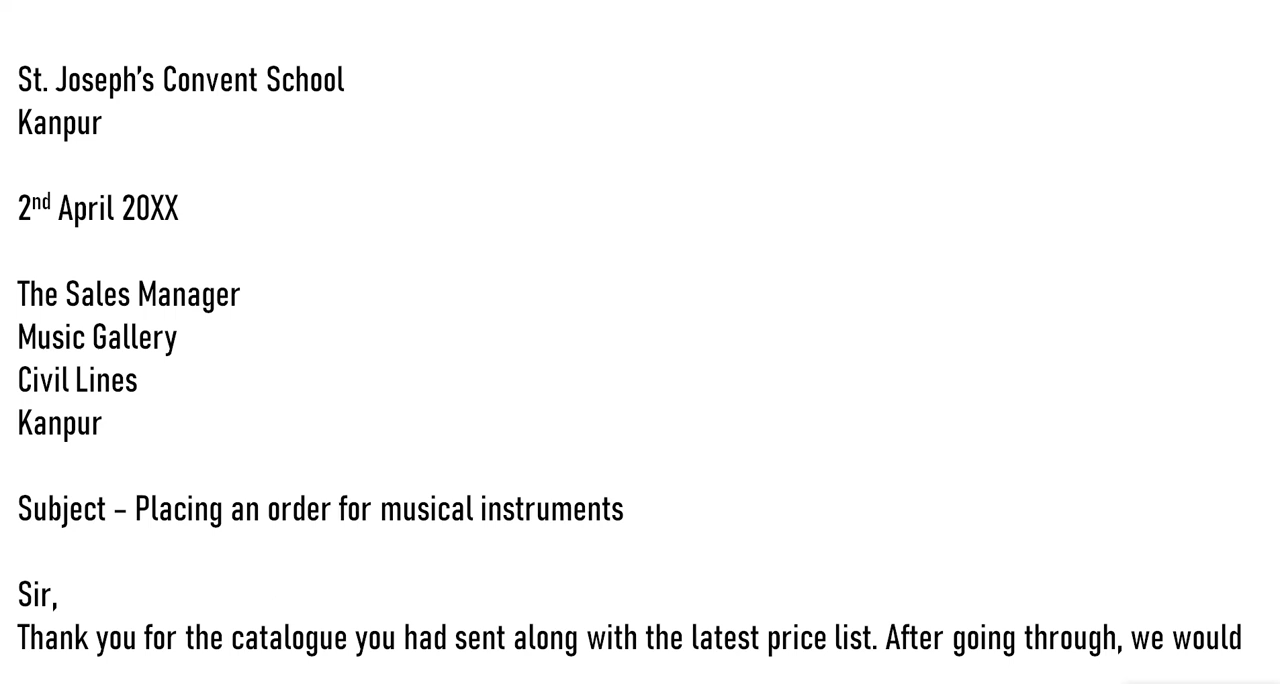 St. Joseph’s Convent School
Kanpur
2nd April 20XX
The Sales Manager
Music Gallery
Civil Lines
Kanpur
Subject – Placing an order for musical instruments
Sir,
Thank you for the catalogue you had sent along with the latest price list. After going through, we would